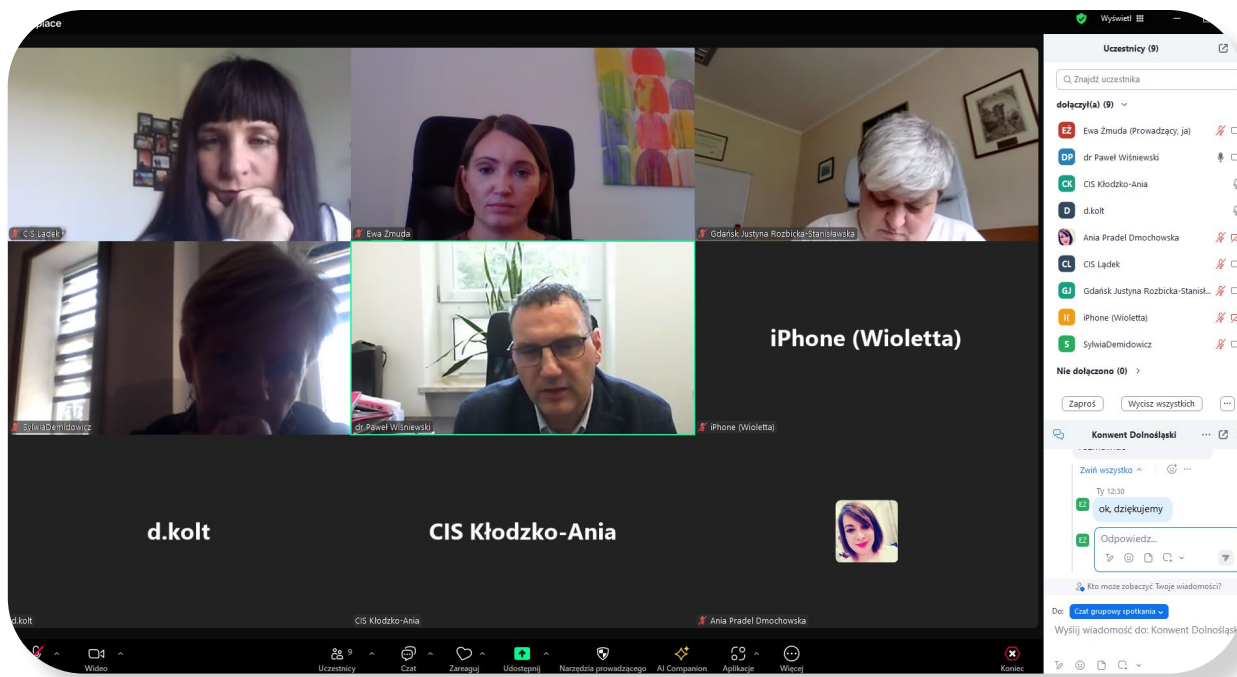 place
Wyświetl
CIS Lądek
Ewa Żmuda
Gdańsk Justyna Rozbicka-Stanisławska
SylwiaDemidowicz
dr Paweł Wiśniewski
iPhone (Wioletta)
iPhone (Wioletta)
d.kolt
CIS Kłodzko-Ania
d.kolt
CIS Kłodzko-Ania
Ania Pradel Dmochowska
Wideo
9
Uczestnicy
Czat
Zareaguj
Udostępnij
Narzędzia prowadzącego
AI Companion
Aplikacje
Więcej
Koniec
Uczestnicy (9)
Znajdź uczestnika
dołączył(a) (9)
EŻ Ewa Żmuda (Prowadzący, ja)
DP dr Paweł Wiśniewski
CK CIS Kłodzko-Ania
D d.kolt
Ania Pradel Dmochowska
CL CIS Lądek
GJ Gdańsk Justyna Rozbicka-Stanisł...
I( iPhone (Wioletta)
S SylwiaDemidowicz
Nie dołączono (0)
Zaproś Wycisz wszystkich
Konwent Dolnośląski
Zwiń wszystko
Ty 12:30
EŻ ok, dziękujemy
EŻ Odpowiedz...
Kto może zobaczyć Twoje wiadomości?
Do: Czat grupowy spotkania
Wyślij wiadomość do: Konwent Dolnośląsk